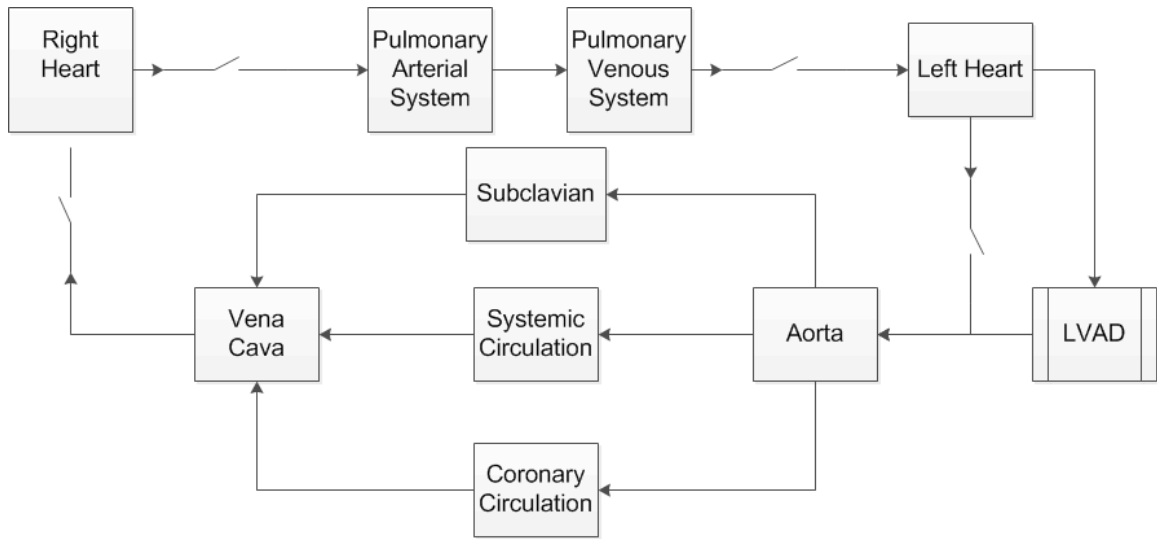 Right
Heart
Pulmonary
Arterial
System
Pulmonary
Venous
System
Left Heart
Subclavian
Vena
Cava
Systemic
Circulation
Aorta
LVAD
Coronary
Circulation